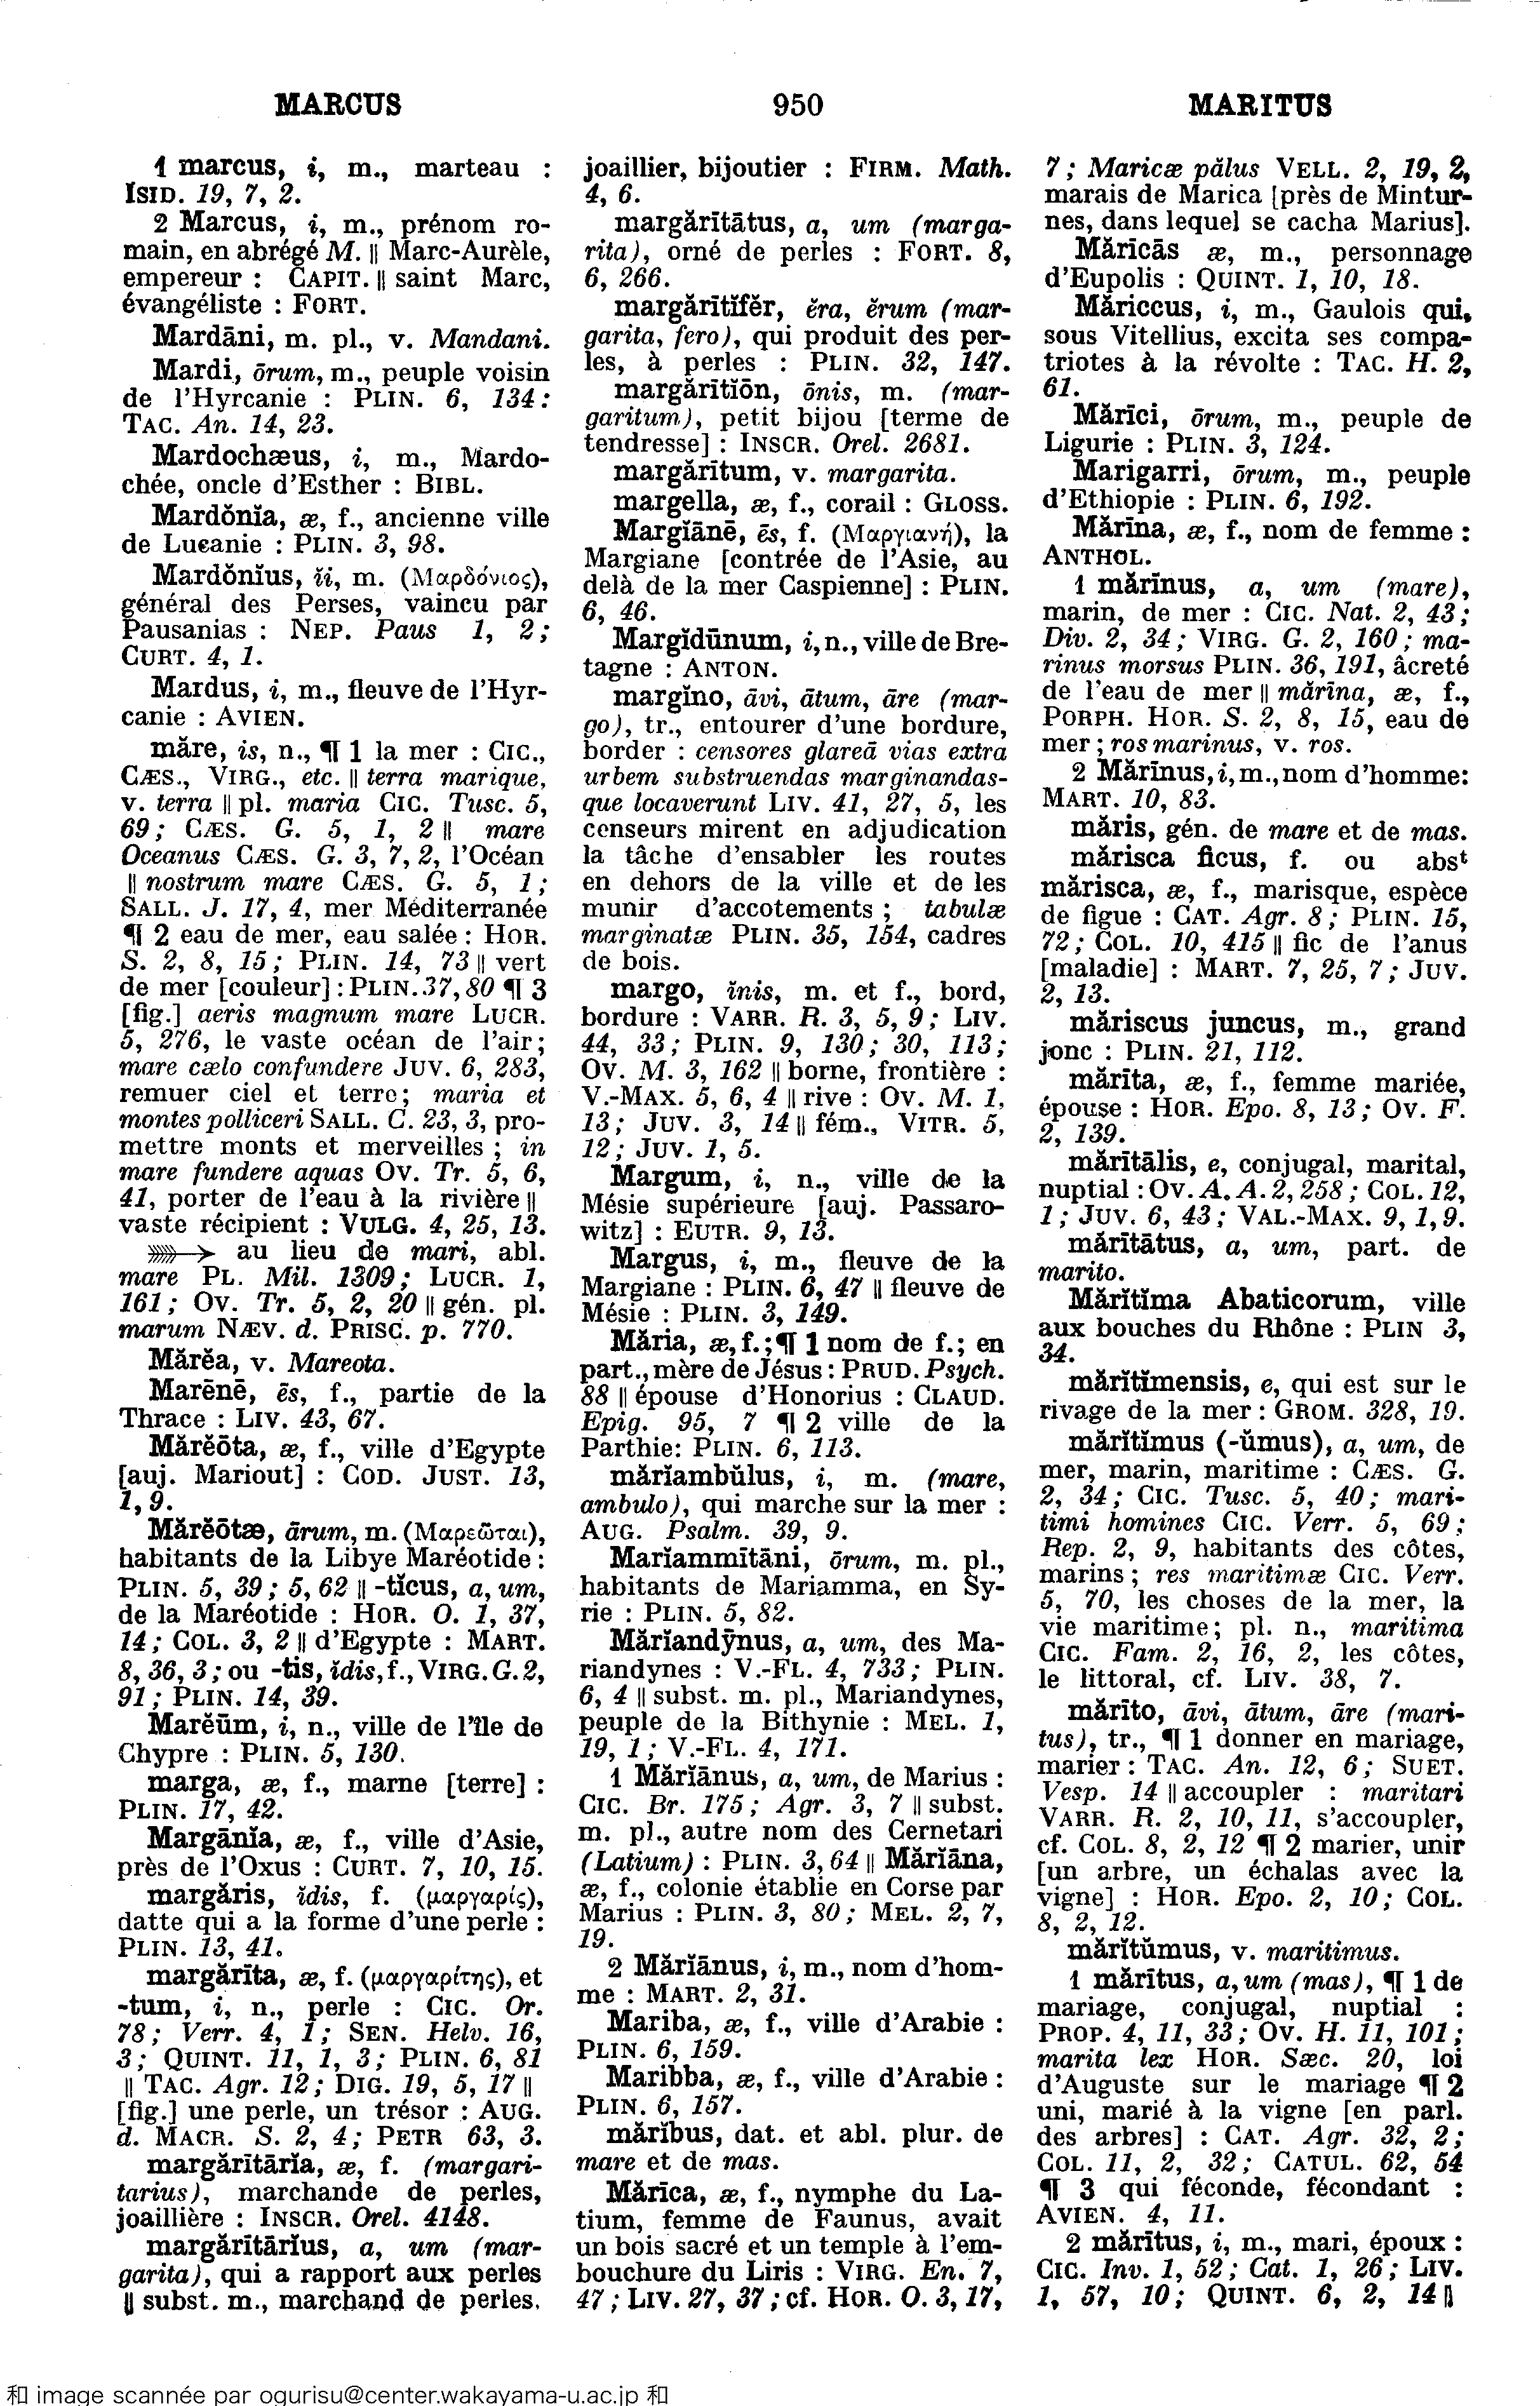 MARCUS 950 MARITUS
1 marcus, i, m., marteau :
ISID. 19, 7, 2.
2 Marcus, i, m., prénom ro-
main, en abrégé M. || Marc-Aurèle,
empereur : CAPIT. || saint Marc,
évangéliste : FORT.
Mardāni, m. pl., v. Mandani.
Mardi, ōrum, m., peuple voisin
de l'Hyrcanie : PLIN. 6, 134 :
TAC. An. 14, 23.
Mardochæus, i, m., Mardo-
chée, oncle d'Esther : BIBL.
Mardŏnĭa, æ, f., ancienne ville
de Lucanie : PLIN. 3, 98.
Mardŏnĭus, ĭi, m. (Μαρδόνιος),
général des Perses, vaincu par
Pausanias : NEP. Paus 1, 2 ;
CURT. 4, 1.
Mardus, i, m., fleuve de l'Hyr-
canie : AVIEN.
măre, is, n., ¶ 1 la mer : CIC.,
CÆS., VIRG., etc. || terra marique,
v. terra || pl. maria CIC. Tusc. 5,
69 ; CÆS. G. 5, 1, 2 || mare
Oceanus CÆS. G. 3, 7, 2, l'Océan
|| nostrum mare CÆS. G. 5, 1 ;
SALL. J. 17, 4, mer Méditerranée
¶ 2 eau de mer, eau salée : HOR.
S. 2, 8, 15 ; PLIN. 14, 73 || vert
de mer [couleur] : PLIN. 37, 80 ¶ 3
[fig.] aeris magnum mare LUCR.
5, 276, le vaste océan de l'air ;
mare cælo confundere JUV. 6, 283,
remuer ciel et terre ; maria et
montes polliceri SALL. C. 23, 3, pro-
mettre monts et merveilles ; in
mare fundere aquas OV. Tr. 5, 6,
41, porter de l'eau à la rivière ||
vaste récipient : VULG. 4, 25, 13.
au lieu de mari, abl.
mare PL. Mil. 1309 ; LUCR. 1,
161 ; OV. Tr. 5, 2, 20 || gén. pl.
marum NÆV. d. PRISC. p. 770.
Mărĕa, v. Mareota.
Marēnē, ēs, f., partie de la
Thrace : LIV. 43, 67.
Mărĕōta, æ, f., ville d'Egypte
[auj. Mariout] : COD. JUST. 13,
1, 9.
Mărĕōtæ, ārum, m. (Μαρεῶται),
habitants de la Libye Maréotide :
PLIN. 5, 39 ; 5, 62 || -tĭcus, a, um,
de la Maréotide : HOR. O. 1, 37,
14 ; COL. 3, 2 || d'Egypte : MART.
8, 36, 3 ; ou -tis, ĭdis, f., VIRG. G. 2,
91 ; PLIN. 14, 39.
Marĕūm, i, n., ville de l'île de
Chypre : PLIN. 5, 130.
marga, æ, f., marne [terre] :
PLIN. 17, 42.
Margānĭa, æ, f., ville d'Asie,
près de l'Oxus : CURT. 7, 10, 15.
margăris, ĭdis, f. (μαργαρίς),
datte qui a la forme d'une perle :
PLIN. 13, 41.
margărīta, æ, f. (μαργαρίτης), et
-tum, i, n., perle : CIC. Or.
78 ; Verr. 4, 1 ; SEN. Helv. 16,
3 ; QUINT. 11, 1, 3 ; PLIN. 6, 81
|| TAC. Agr. 12 ; DIG. 19, 5, 17 ||
[fig.] une perle, un trésor : AUG.
d. MACR. S. 2, 4 ; PETR 63, 3.
margărītārĭa, æ, f. (margari-
tarius), marchande de perles,
joaillière : INSCR. Orel. 4148.
margărītārĭus, a, um (mar-
garita), qui a rapport aux perles
|| subst. m., marchand de perles,
joaillier, bijoutier : FIRM. Math.
4, 6.
margărītātus, a, um (marga-
rita), orné de perles : FORT. 8,
6, 266.
margărītĭfĕr, ĕra, ĕrum (mar-
garita, fero), qui produit des per-
les, à perles : PLIN. 32, 147.
margărītĭōn, ōnis, m. (mar-
garitum), petit bijou [terme de
tendresse] : INSCR. Orel. 2681.
margărītum, v. margarita.
margella, æ, f., corail : GLOSS.
Margĭānē, ēs, f. (Μαργιανή), la
Margiane [contrée de l'Asie, au
delà de la mer Caspienne] : PLIN.
6, 46.
Margĭdūnum, i, n., ville de Bre-
tagne : ANTON.
margĭno, āvi, ātum, āre (mar-
go), tr., entourer d'une bordure,
border : censores glareā vias extra
urbem substruendas marginandas-
que locaverunt LIV. 41, 27, 5, les
censeurs mirent en adjudication
la tâche d'ensabler les routes
en dehors de la ville et de les
munir d'accotements ; tabulæ
marginatæ PLIN. 35, 154, cadres
de bois.
margo, ĭnis, m. et f., bord,
bordure : VARR. R. 3, 5, 9 ; LIV.
44, 33 ; PLIN. 9, 130 ; 30, 113 ;
OV. M. 3, 162 || borne, frontière :
V.-MAX. 5, 6, 4 || rive : OV. M. 1,
13 ; JUV. 3, 14 || fém., VITR. 5,
12 ; JUV. 1, 5.
Margum, i, n., ville de la
Mésie supérieure [auj. Passaro-
witz] : EUTR. 9, 13.
Margus, i, m., fleuve de la
Margiane : PLIN. 6, 47 || fleuve de
Mésie : PLIN. 3, 149.
Măria, æ, f. ; ¶ 1 nom de f. ; en
part., mère de Jésus : PRUD. Psych.
88 || épouse d'Honorius : CLAUD.
Epig. 95, 7 ¶ 2 ville de la
Parthie : PLIN. 6, 113.
mărĭambŭlus, i, m. (mare,
ambulo), qui marche sur la mer :
AUG. Psalm. 39, 9.
Marĭammītāni, ōrum, m. pl.,
habitants de Mariamma, en Sy-
rie : PLIN. 5, 82.
Mărĭandȳnus, a, um, des Ma-
riandynes : V.-FL. 4, 733 ; PLIN.
6, 4 || subst. m. pl., Mariandynes,
peuple de la Bithynie : MEL. 1,
19, 1 ; V.-FL. 4, 171.
1 Mărĭānus, a, um, de Marius :
CIC. Br. 175 ; Agr. 3, 7 || subst.
m. pl., autre nom des Cernetari
(Latium) : PLIN. 3, 64 || Mărĭāna,
æ, f., colonie établie en Corse par
Marius : PLIN. 3, 80 ; MEL. 2, 7,
19.
2 Mărĭānus, i, m., nom d'hom-
me : MART. 2, 31.
Mariba, æ, f., ville d'Arabie :
PLIN. 6, 159.
Maribba, æ, f., ville d'Arabie :
PLIN. 6, 157.
mărĭbus, dat. et abl. plur. de
mare et de mas.
Mărīca, æ, f., nymphe du La-
tium, femme de Faunus, avait
un bois sacré et un temple à l'em-
bouchure du Liris : VIRG. En. 7,
47 ; LIV. 27, 37 ; cf. HOR. O. 3, 17,
7 ; Maricæ pălus VELL. 2, 19, 2,
marais de Marica [près de Mintur-
nes, dans lequel se cacha Marius].
Mărĭcās æ, m., personnage
d'Eupolis : QUINT. 1, 10, 18.
Măriccus, i, m., Gaulois qui,
sous Vitellius, excita ses compa-
triotes à la révolte : TAC. H. 2,
61.
Mărīci, ōrum, m., peuple de
Ligurie : PLIN. 3, 124.
Marigarri, ōrum, m., peuple
d'Ethiopie : PLIN. 6, 192.
Mărīna, æ, f., nom de femme :
ANTHOL.
1 mărīnus, a, um (mare),
marin, de mer : CIC. Nat. 2, 43 ;
Div. 2, 34 ; VIRG. G. 2, 160 ; ma-
rinus morsus PLIN. 36, 191, âcreté
de l'eau de mer || mărīna, æ, f.,
PORPH. HOR. S. 2, 8, 15, eau de
mer ; ros marinus, v. ros.
2 Mărīnus, i, m., nom d'homme :
MART. 10, 83.
măris, gén. de mare et de mas.
mărisca ficus, f. ou absᵗ
mărisca, æ, f., marisque, espèce
de figue : CAT. Agr. 8 ; PLIN. 15,
72 ; COL. 10, 415 || fic de l'anus
[maladie] : MART. 7, 25, 7 ; JUV.
2, 13.
măriscus juncus, m., grand
jonc : PLIN. 21, 112.
mărīta, æ, f., femme mariée,
épouse : HOR. Epo. 8, 13 ; OV. F.
2, 139.
mărītālis, e, conjugal, marital,
nuptial : OV. A. A. 2, 258 ; COL. 12,
1 ; JUV. 6, 43 ; VAL.-MAX. 9, 1, 9.
mărītātus, a, um, part. de
marito.
Mărĭtĭma Abaticorum, ville
aux bouches du Rhône : PLIN 3,
34.
mărĭtĭmensis, e, qui est sur le
rivage de la mer : GROM. 328, 19.
mărĭtĭmus (-ŭmus), a, um, de
mer, marin, maritime : CÆS. G.
2, 34 ; CIC. Tusc. 5, 40 ; mari-
timi homines CIC. Verr. 5, 69 ;
Rep. 2, 9, habitants des côtes,
marins ; res maritimæ CIC. Verr.
5, 70, les choses de la mer, la
vie maritime ; pl. n., maritima
CIC. Fam. 2, 16, 2, les côtes,
le littoral, cf. LIV. 38, 7.
mărīto, āvi, ātum, āre (mari-
tus), tr., ¶ 1 donner en mariage,
marier : TAC. An. 12, 6 ; SUET.
Vesp. 14 || accoupler : maritari
VARR. R. 2, 10, 11, s'accoupler,
cf. COL. 8, 2, 12 ¶ 2 marier, unir
[un arbre, un échalas avec la
vigne] : HOR. Epo. 2, 10 ; COL.
8, 2, 12.
mărĭtŭmus, v. maritimus.
1 mărītus, a, um (mas), ¶ 1 de
mariage, conjugal, nuptial :
PROP. 4, 11, 33 ; OV. H. 11, 101 ;
marita lex HOR. Sæc. 20, loi
d'Auguste sur le mariage ¶ 2
uni, marié à la vigne [en parl.
des arbres] : CAT. Agr. 32, 2 ;
COL. 11, 2, 32 ; CATUL. 62, 54
¶ 3 qui féconde, fécondant :
AVIEN. 4, 11.
2 mărītus, i, m., mari, époux :
CIC. Inv. 1, 52 ; Cat. 1, 26 ; LIV.
1, 57, 10 ; QUINT. 6, 2, 14 ||
和 image scannée par ogurisu@center.wakayama-u.ac.jp 和